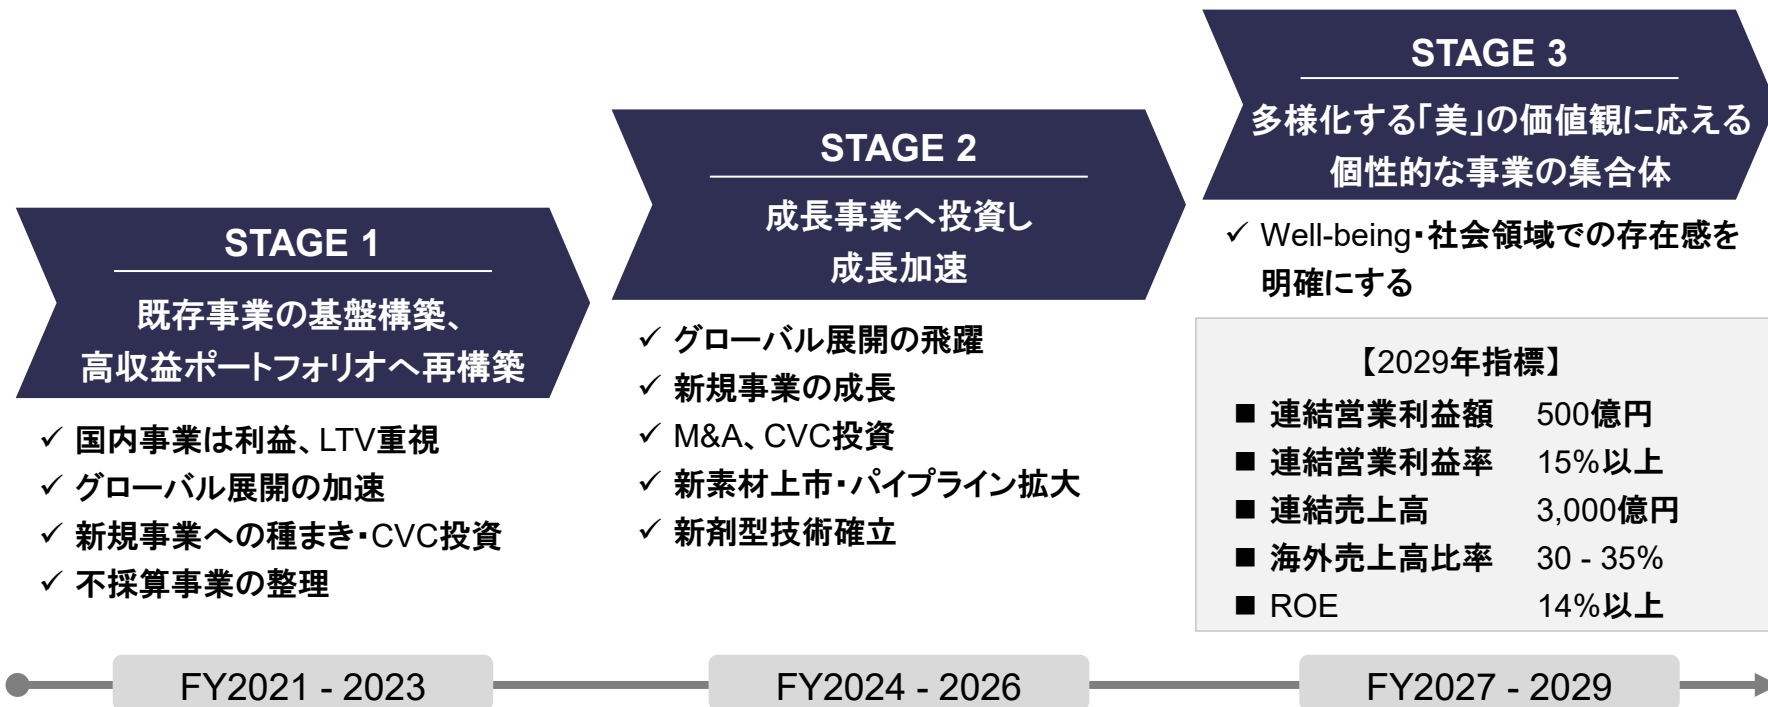 STAGE 1
既存事業の基盤構築、
高収益ポートフォリオへ再構築
✓ 国内事業は利益、LTV重視
✓ グローバル展開の加速
✓ 新規事業への種まき・CVC投資
✓ 不採算事業の整理
FY2021 - 2023
STAGE 2
成長事業へ投資し
成長加速
✓ グローバル展開の飛躍
✓ 新規事業の成長
✓ M&A、CVC投資
✓ 新素材上市・パイプライン拡大
✓ 新剤型技術確立
FY2024 - 2026
STAGE 3
多様化する「美」の価値観に応える
個性的な事業の集合体
✓ Well-being・社会領域での存在感を
明確にする
【2029年指標】
■ 連結営業利益額 500億円
■ 連結営業利益率 15%以上
■ 連結売上高 3,000億円
■ 海外売上高比率 30 - 35%
■ ROE 14%以上
FY2027 - 2029